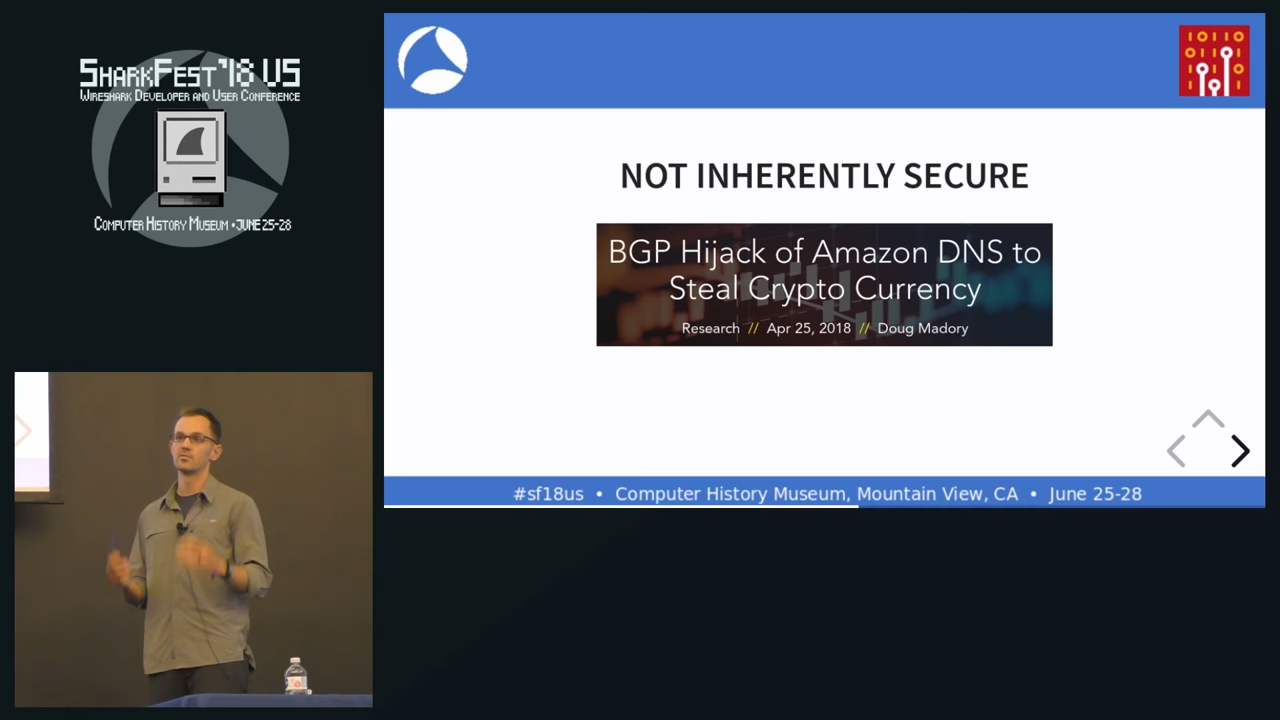 SHARKFEST'18 US
WIRESHARK DEVELOPER AND USER CONFERENCE
COMPUTER HISTORY MUSEUM • JUNE 25-28
10110
NOT INHERENTLY SECURE
BGP Hijack of Amazon DNS to
Steal Crypto Currency
Research // Apr 25, 2018 // Doug Madory
#sf18us • Computer History Museum, Mountain View, CA • June 25-28